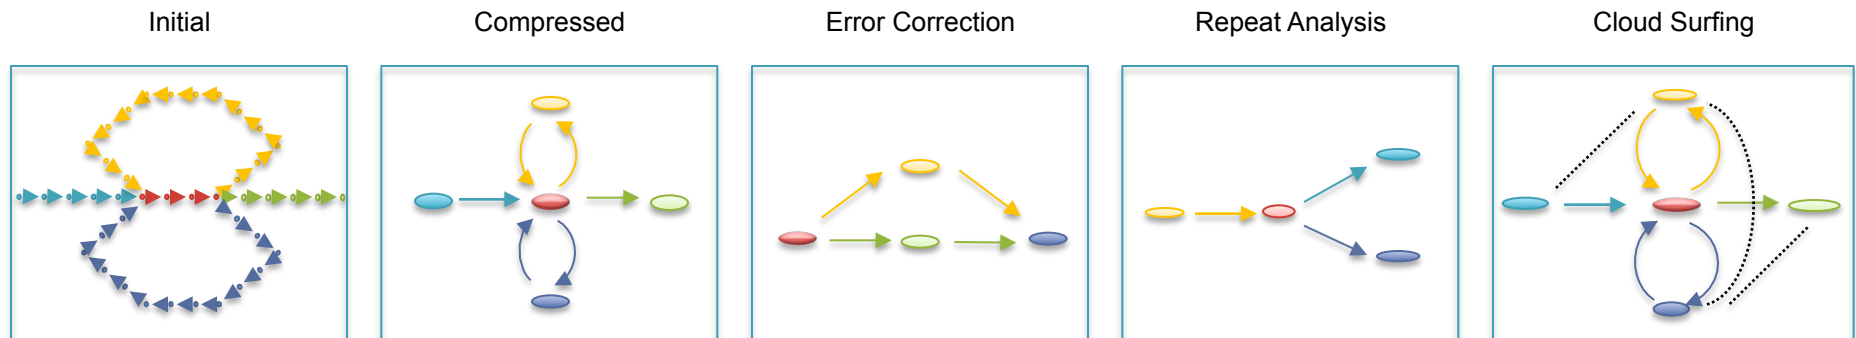 Initial
Compressed
Error Correction
Repeat Analysis
Cloud Surfing